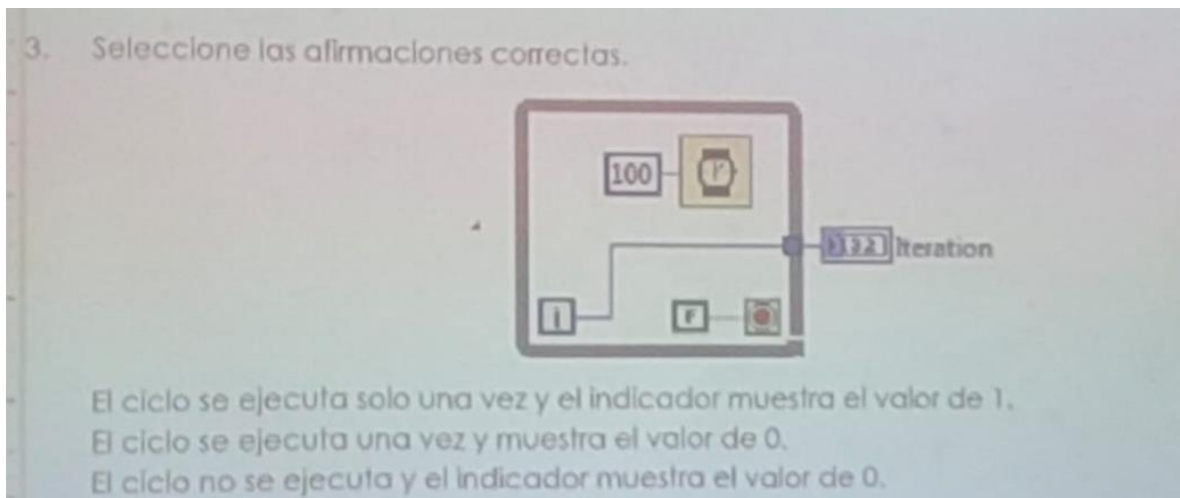 3. Seleccione las afirmaciones correctas.
100
Iteration
i
F
El ciclo se ejecuta solo una vez y el indicador muestra el valor de 1.
El ciclo se ejecuta una vez y muestra el valor de 0.
El ciclo no se ejecuta y el indicador muestra el valor de 0.